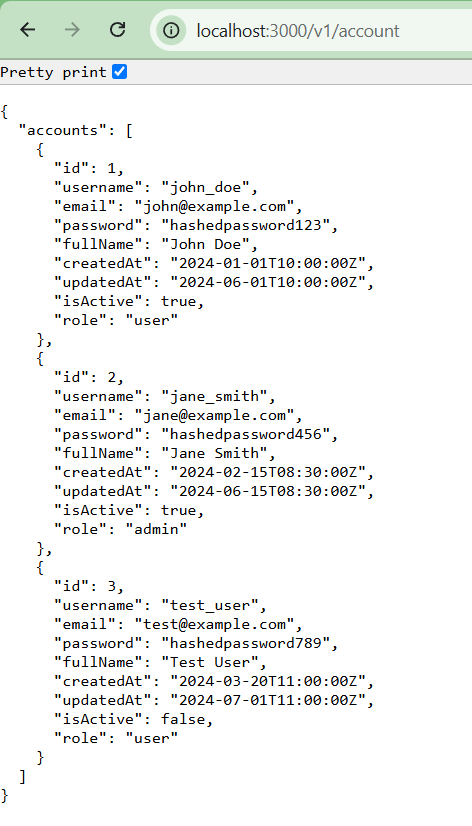 localhost:3000/v1/account
Pretty print
{
  "accounts": [
    {
      "id": 1,
      "username": "john_doe",
      "email": "john@example.com",
      "password": "hashedpassword123",
      "fullName": "John Doe",
      "createdAt": "2024-01-01T10:00:00Z",
      "updatedAt": "2024-06-01T10:00:00Z",
      "isActive": true,
      "role": "user"
    },
    {
      "id": 2,
      "username": "jane_smith",
      "email": "jane@example.com",
      "password": "hashedpassword456",
      "fullName": "Jane Smith",
      "createdAt": "2024-02-15T08:30:00Z",
      "updatedAt": "2024-06-15T08:30:00Z",
      "isActive": true,
      "role": "admin"
    },
    {
      "id": 3,
      "username": "test_user",
      "email": "test@example.com",
      "password": "hashedpassword789",
      "fullName": "Test User",
      "createdAt": "2024-03-20T11:00:00Z",
      "updatedAt": "2024-07-01T11:00:00Z",
      "isActive": false,
      "role": "user"
    }
  ]
}